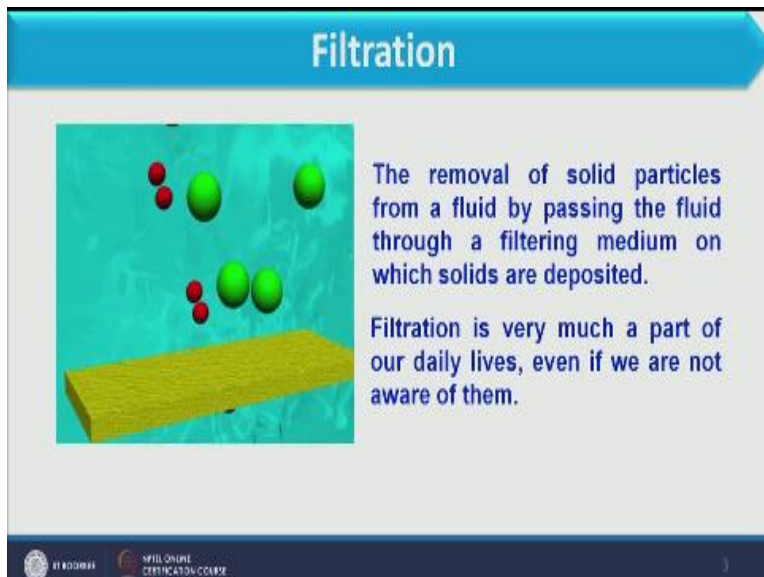 Filtration
The removal of solid particles
from a fluid by passing the fluid
through a filtering medium on
which solids are deposited.
Filtration is very much a part of
our daily lives, even if we are not
aware of them.
IIT ROORKEE
NPTEL ONLINE
CERTIFICATION COURSE
3